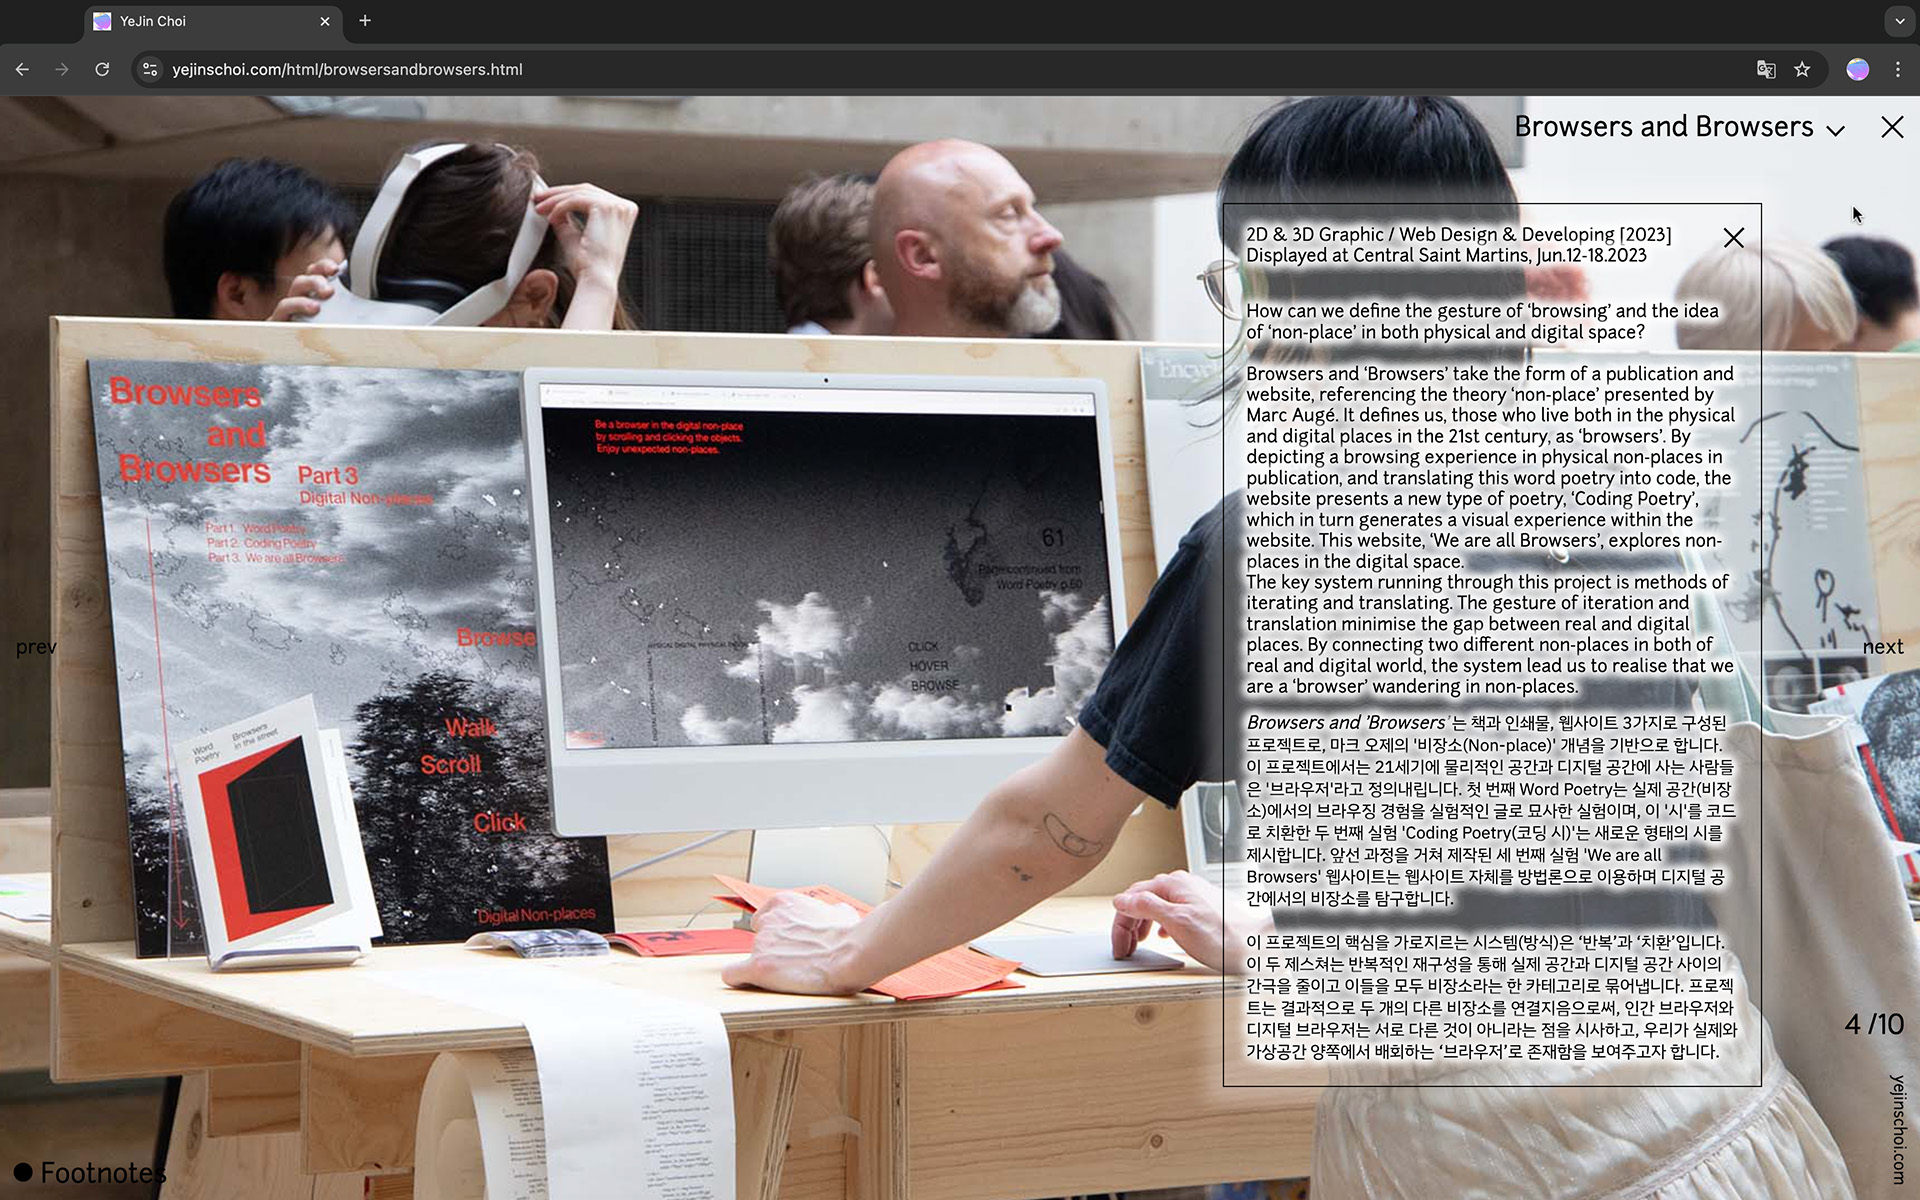 YeJin Choi
yejinschoi.com/html/browsersandbrowsers.html
Browsers and Browsers
2D & 3D Graphic / Web Design & Developing [2023]
Displayed at Central Saint Martins, Jun.12-18.2023
How can we define the gesture of ‘browsing’ and the idea
of ‘non-place’ in both physical and digital space?
Browsers and ‘Browsers’ take the form of a publication and
website, referencing the theory ‘non-place’ presented by
Marc Augé. It defines us, those who live both in the physical
and digital places in the 21st century, as ‘browsers’. By
depicting a browsing experience in physical non-places in
publication, and translating this word poetry into code, the
website presents a new type of poetry, ‘Coding Poetry’,
which in turn generates a visual experience within the
website. This website, ‘We are all Browsers’, explores non-
places in the digital space.
The key system running through this project is methods of
iterating and translating. The gesture of iteration and
translation minimise the gap between real and digital
places. By connecting two different non-places in both of
real and digital world, the system lead us to realise that we
are a ‘browser’ wandering in non-places.
Browsers and 'Browsers'는 책과 인쇄물, 웹사이트 3가지로 구성된
프로젝트로, 마크 오제의 '비장소(Non-place)' 개념을 기반으로 합니다.
이 프로젝트에서는 21세기에 물리적인 공간과 디지털 공간에 사는 사람들
은 '브라우저'라고 정의내립니다. 첫 번째 Word Poetry는 실제 공간(비장
소)에서의 브라우징 경험을 실험적인 글로 묘사한 실험이며, 이 '시'를 코드
로 치환한 두 번째 실험 'Coding Poetry(코딩 시)'는 새로운 형태의 시를
제시합니다. 앞선 과정을 거쳐 제작된 세 번째 실험 'We are all
Browsers' 웹사이트는 웹사이트 자체를 방법론으로 이용하며 디지털 공
간에서의 비장소를 탐구합니다.
이 프로젝트의 핵심을 가로지르는 시스템(방식)은 ‘반복’과 ‘치환’입니다.
이 두 제스쳐는 반복적인 재구성을 통해 실제 공간과 디지털 공간 사이의
간극을 줄이고 이들을 모두 비장소라는 한 카테고리로 묶어냅니다. 프로젝
트는 결과적으로 두 개의 다른 비장소를 연결지음으로써, 인간 브라우저와
디지털 브라우저는 서로 다른 것이 아니라는 점을 시사하고, 우리가 실제와
가상공간 양쪽에서 배회하는 ‘브라우저’로 존재함을 보여주고자 합니다.
Browsers
and
Browsers
Part 3
Digital Non-places
Part 1. Word Poetry
Part 2. Coding Poetry
Part 3. We are all Browsers
Browse
Walk
Scroll
Click
Digital Non-places
Word
Poetry
Browsers
in the street
Be a browser in the digital non-place
by scrolling and clicking the objects.
Enjoy unexpected non-places.
61
Page continued from
Word Poetry p.60
CLICK
HOVER
BROWSE
prev
next
4 /10
yejinschoi.com
Footnotes